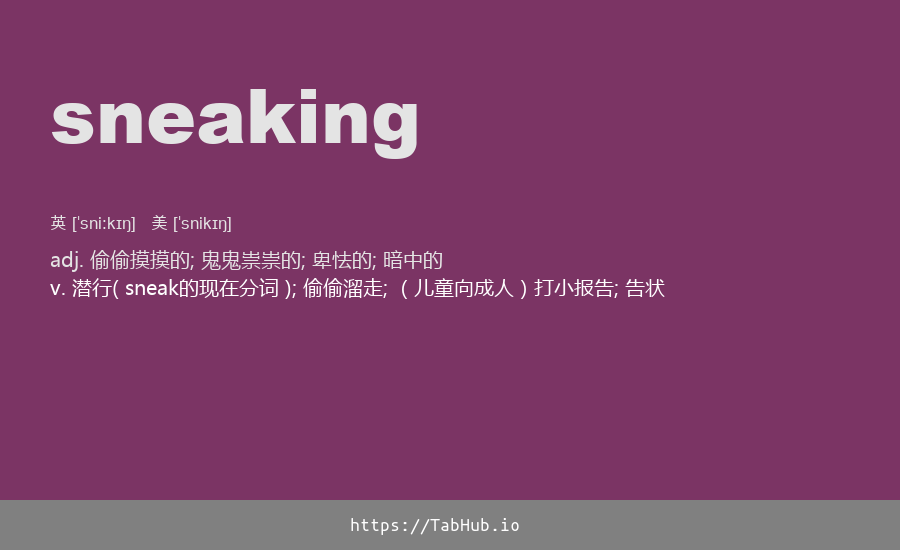 sneaking
英 [ˈsniːkɪŋ] 美 [ˈsnikɪŋ]
adj. 偷偷摸摸的; 鬼鬼祟祟的; 卑怯的; 暗中的
v. 潜行( sneak的现在分词 ); 偷偷溜走; （ 儿童向成人 ) 打小报告; 告状
https://TabHub.io